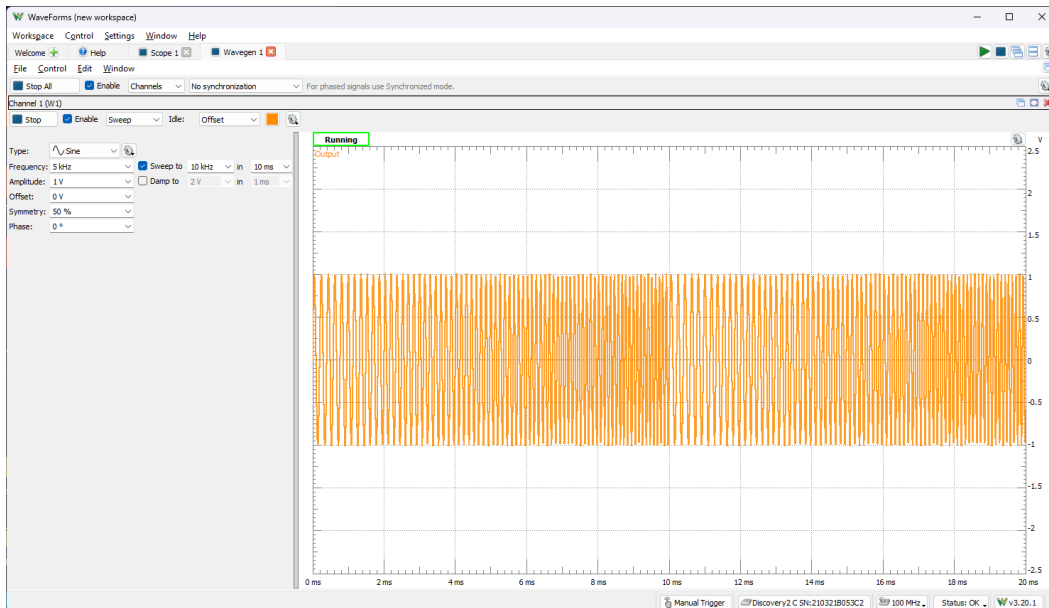 WaveForms (new workspace)
Workspace Control Settings Window Help
Welcome Help Scope 1 Wavegen 1
File Control Edit Window
Stop All Enable Channels No synchronization For phased signals use Synchronized mode.
Channel 1 (W1)
Stop Enable Sweep Idle: Offset
Type: Sine
Frequency: 5 kHz Sweep to 10 kHz in 10 ms
Amplitude: 1 V Damp to 2 V in 1 ms
Offset: 0 V
Symmetry: 50 %
Phase: 0 °
Running V
Output
2.5
2
1.5
1
0.5
0
-0.5
-1
-1.5
-2
-2.5
0 ms 2 ms 4 ms 6 ms 8 ms 10 ms 12 ms 14 ms 16 ms 18 ms 20 ms
Manual Trigger Discovery2 C SN:210321B053C2 100 MHz Status: OK v3.20.1